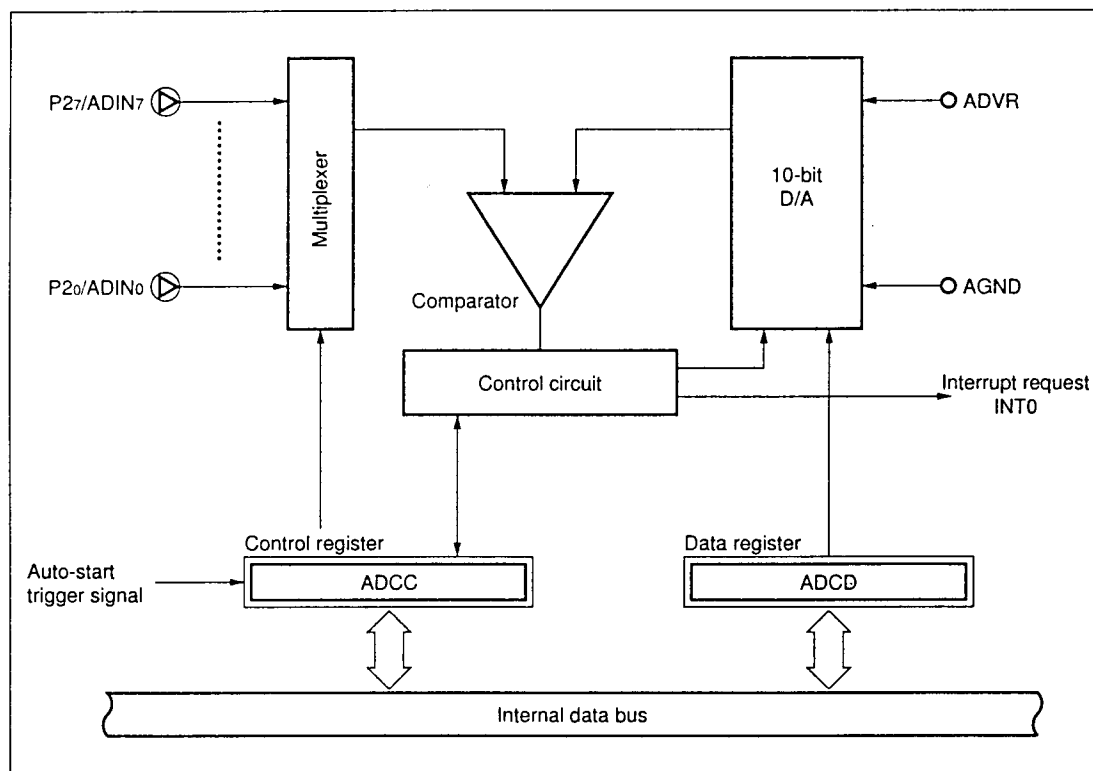 P27/ADIN7
Multiplexer
10-bit
D/A
ADVR
P20/ADIN0
Comparator
AGND
Control circuit
Interrupt request
INT0
Control register
Data register
Auto-start
trigger signal
ADCC
ADCD
Internal data bus